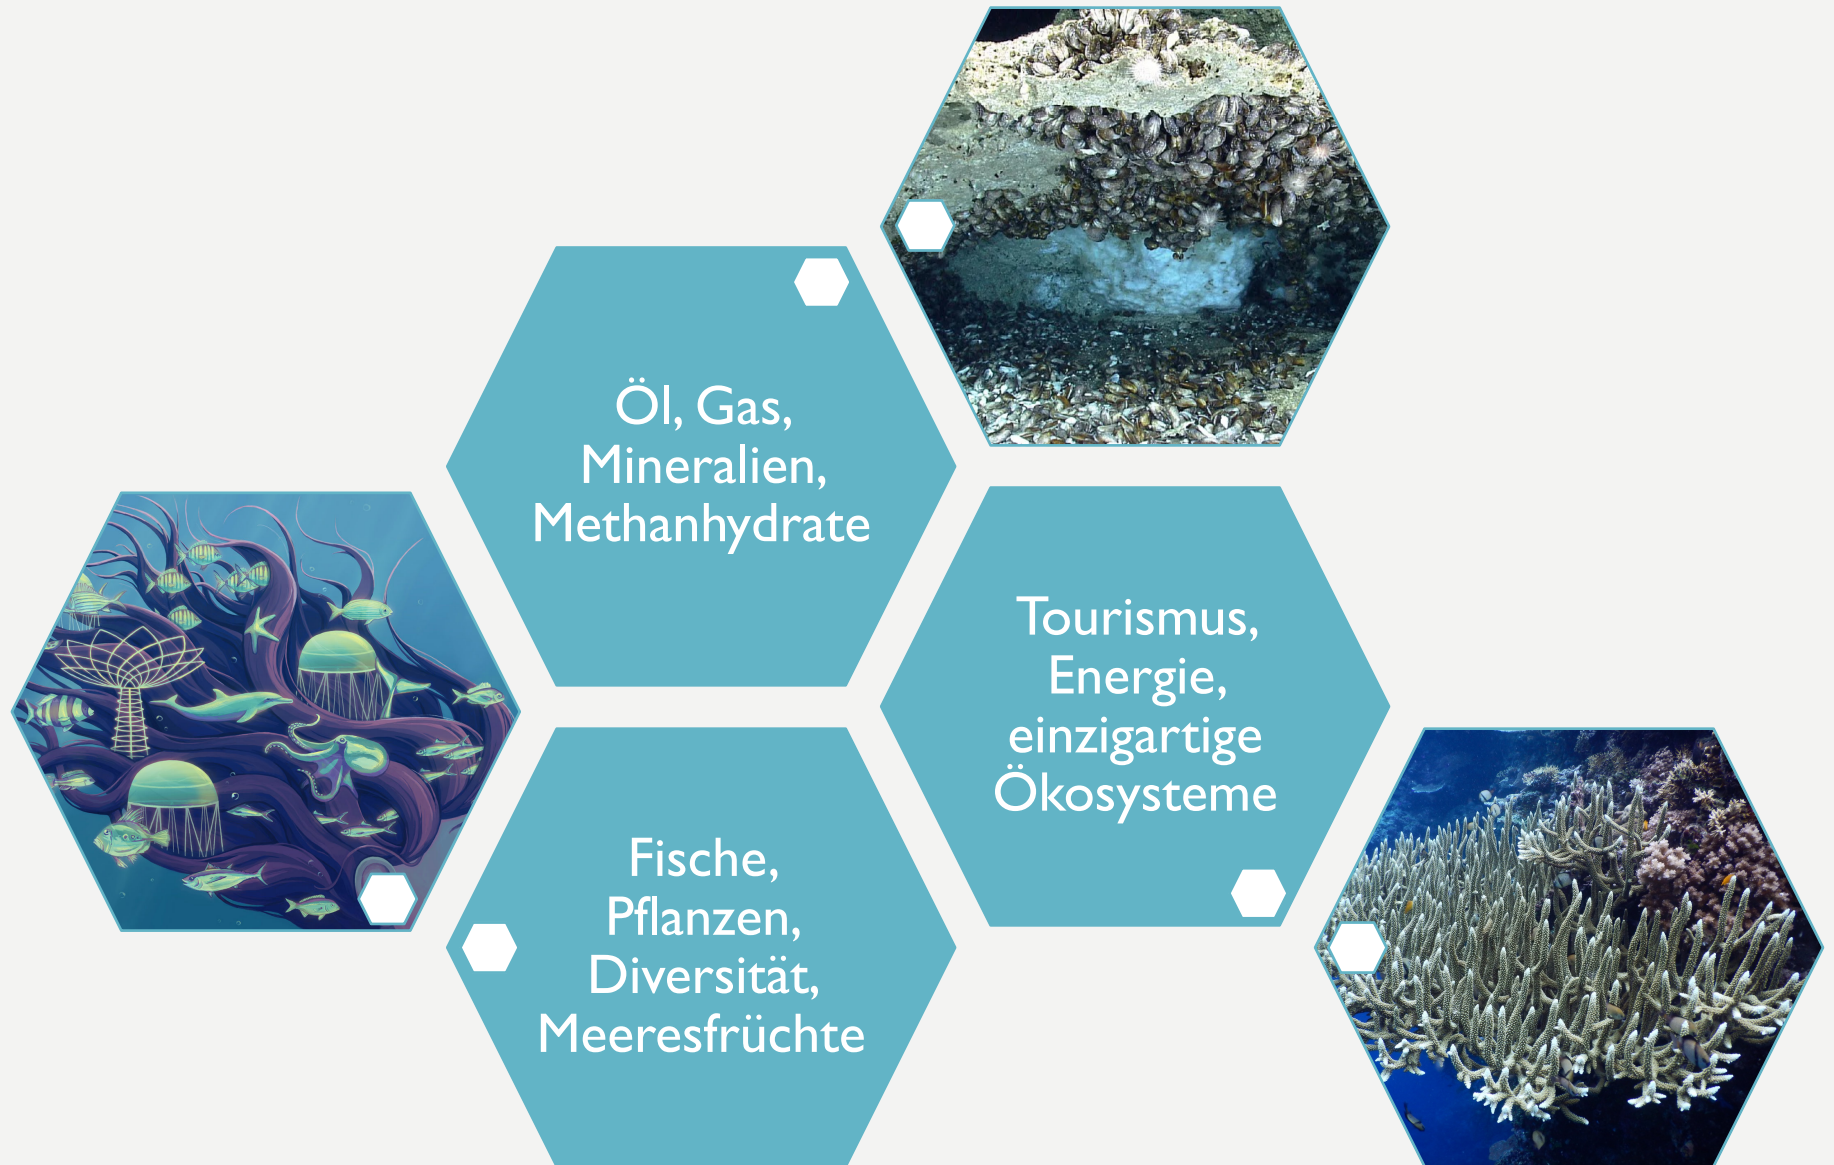 Öl, Gas,
Mineralien,
Methanhydrate
Tourismus,
Energie,
einzigartige
Ökosysteme
Fische,
Pflanzen,
Diversität,
Meeresfrüchte